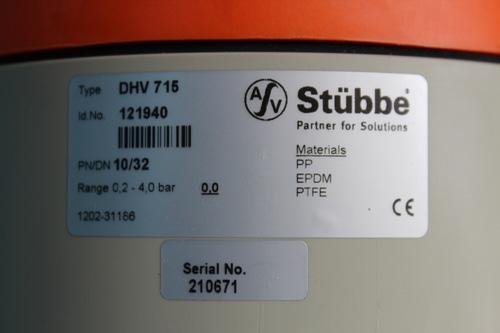 Type DHV 715
Id.No. 121940
PN/DN 10/32
Range 0,2 - 4,0 bar 0,0
1202-31186
ASV Stübbe®
Partner for Solutions
Materials
PP
EPDM
PTFE
CE
Serial No.
210671